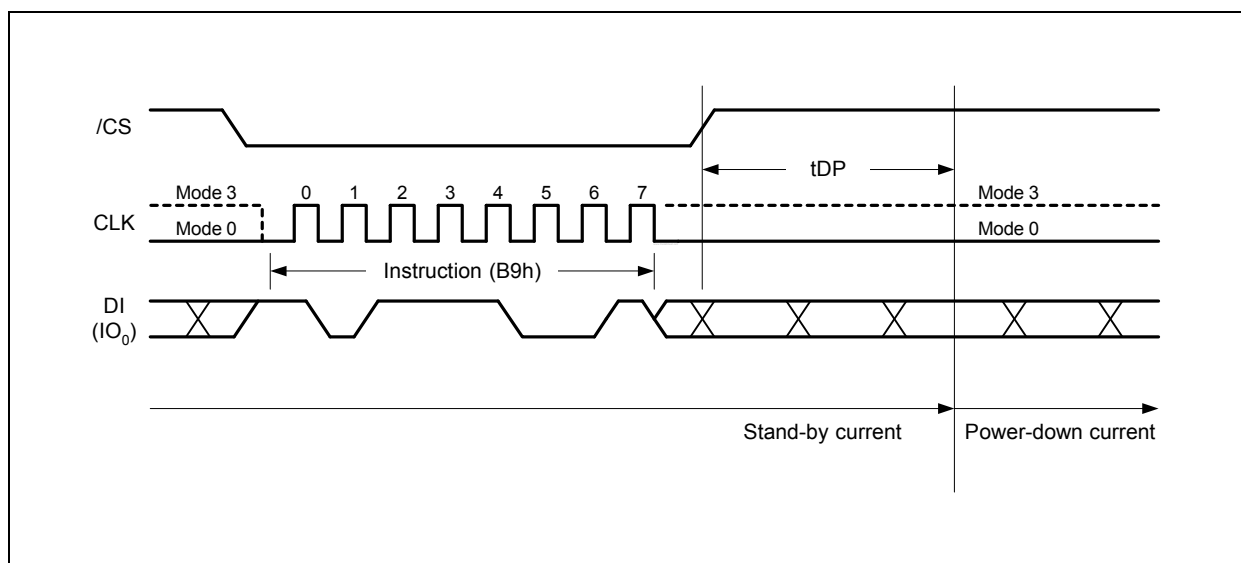 /CS
tDP
Mode 3 0 1 2 3 4 5 6 7 Mode 3
CLK
Mode 0 Mode 0
Instruction (B9h)
DI
(IO0)
Stand-by current Power-down current